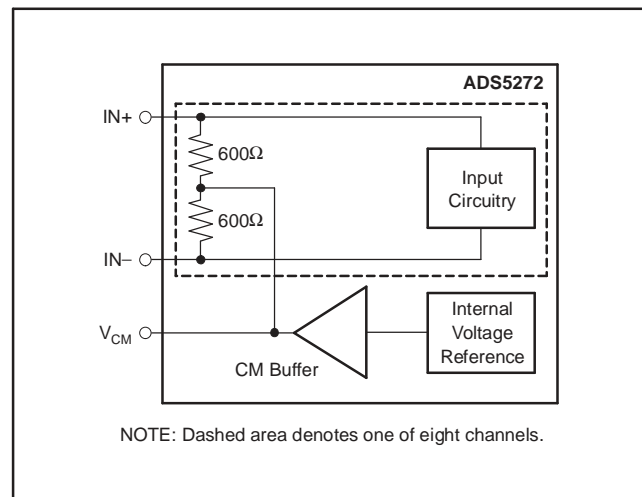 ADS5272
IN+
600Ω
Input
Circuitry
600Ω
IN−
VCM
CM Buffer
Internal
Voltage
Reference
NOTE: Dashed area denotes one of eight channels.